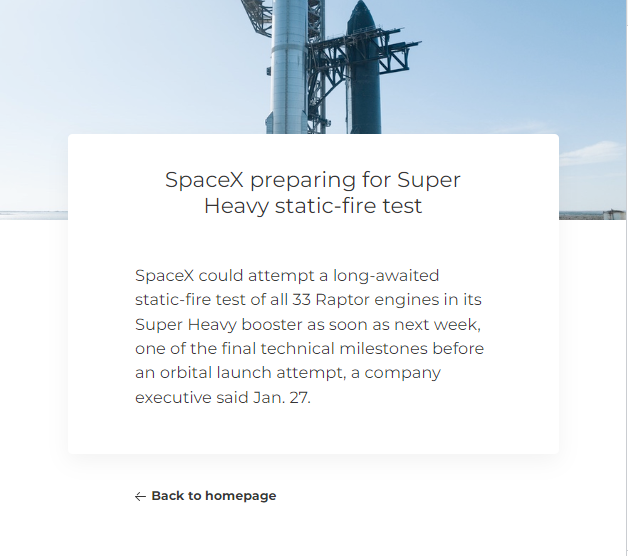 SpaceX preparing for Super
Heavy static-fire test
SpaceX could attempt a long-awaited
static-fire test of all 33 Raptor engines in its
Super Heavy booster as soon as next week,
one of the final technical milestones before
an orbital launch attempt, a company
executive said Jan. 27.
← Back to homepage